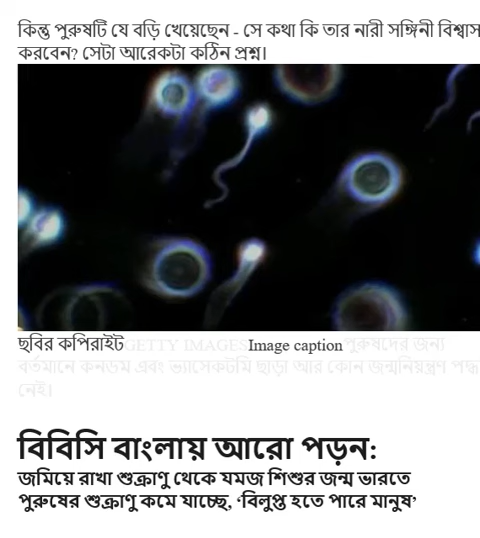 কিন্তু পুরুষটি যে বড়ি খেয়েছেন - সে কথা কি তার নারী সঙ্গিনী বিশ্বাস
করবেন? সেটা আরেকটা কঠিন প্রশ্ন।
ছবির কপিরাইট GETTY IMAGES Image caption পুরুষদের জন্য
বর্তমানে কনডম এবং ভ্যাসেকটমি ছাড়া আর কোন জন্মনিয়ন্ত্রণ পদ্ধ
নেই।
বিবিসি বাংলায় আরো পড়ন:
জমিয়ে রাখা শুক্রাণু থেকে যমজ শিশুর জন্ম ভারতে
পুরুষের শুক্রাণু কমে যাচ্ছে, ‘বিলুপ্ত হতে পারে মানুষ’